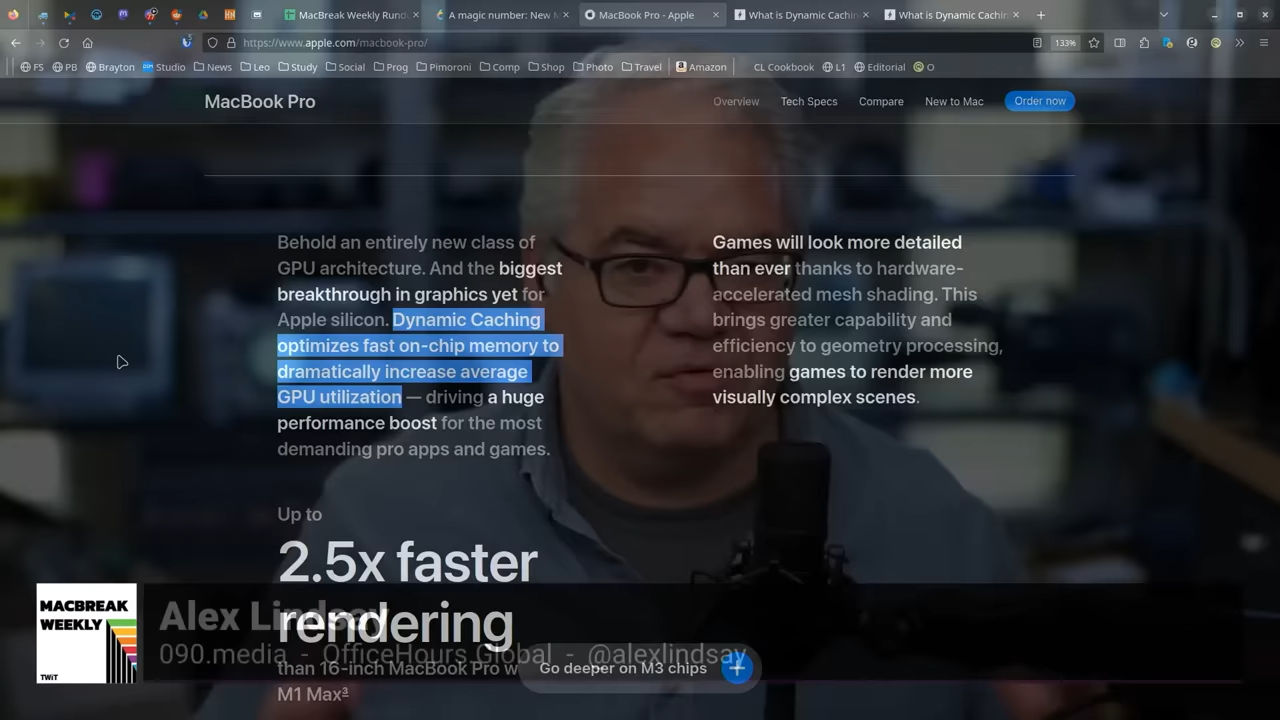 MacBreak Weekly Rund
A magic number: New M
MacBook Pro - Apple
What is Dynamic Cachin
What is Dynamic Cachin
https://www.apple.com/macbook-pro/
133%
FS PB Brayton Studio News Leo Study Social Prog Pimoroni Comp Shop Photo Travel Amazon CL Cookbook L1 Editorial O
MacBook Pro
Overview Tech Specs Compare New to Mac Order now
Behold an entirely new class of
GPU architecture. And the biggest
breakthrough in graphics yet for
Apple silicon. Dynamic Caching
optimizes fast on-chip memory to
dramatically increase average
GPU utilization — driving a huge
performance boost for the most
demanding pro apps and games.
Games will look more detailed
than ever thanks to hardware-
accelerated mesh shading. This
brings greater capability and
efficiency to geometry processing,
enabling games to render more
visually complex scenes.
Up to
2.5x faster
rendering
than 16-inch MacBook Pro w
M1 Max³
Go deeper on M3 chips
MACBREAK
WEEKLY
TWiT
Alex Lindsay
090.media - OfficeHours.Global - @alexlindsay